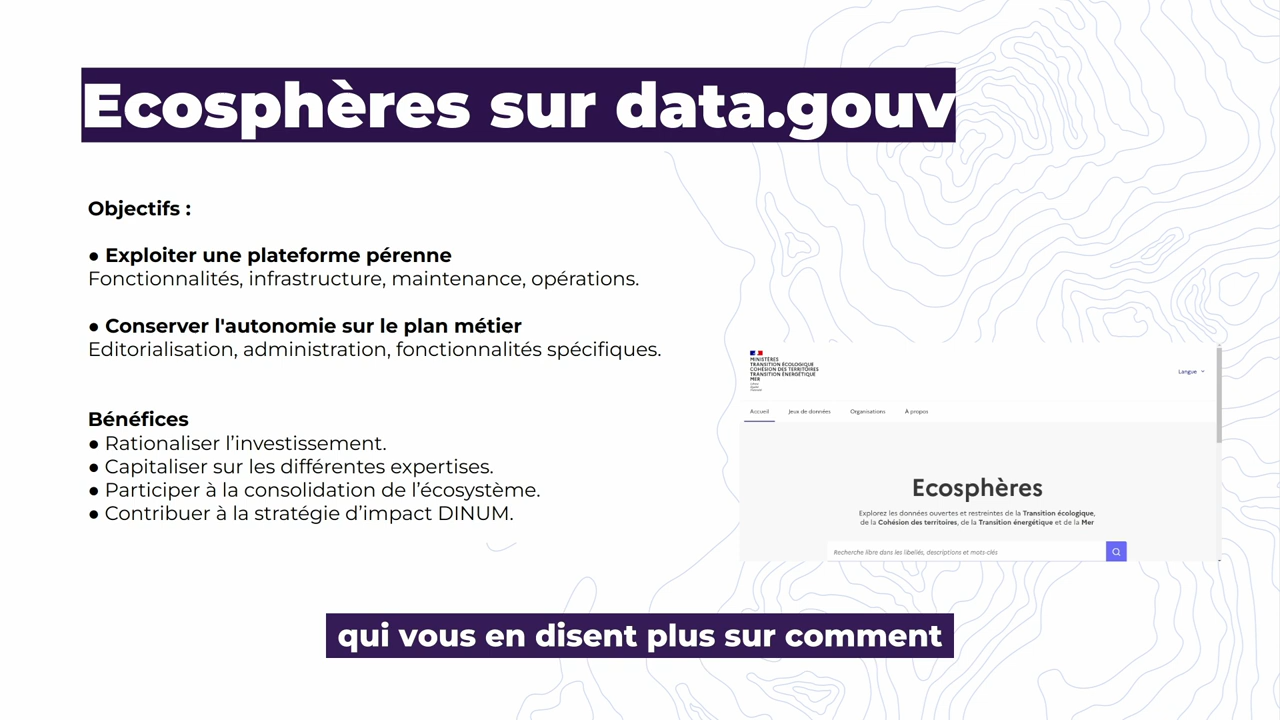 Ecosphères sur data.gouv
Objectifs :
● Exploiter une plateforme pérenne
Fonctionnalités, infrastructure, maintenance, opérations.
● Conserver l'autonomie sur le plan métier
Editorialisation, administration, fonctionnalités spécifiques.
Bénéfices
● Rationaliser l’investissement.
● Capitaliser sur les différentes expertises.
● Participer à la consolidation de l’écosystème.
● Contribuer à la stratégie d’impact DINUM.
MINISTÈRES
TRANSITION ÉCOLOGIQUE
COHÉSION DES TERRITOIRES
TRANSITION ÉNERGÉTIQUE
MER
Langue
Accueil Jeux de données Organisations À propos
Ecosphères
Explorez les données ouvertes et restreintes de la Transition écologique,
de la Cohésion des territoires, de la Transition énergétique et de la Mer
Recherche libre dans les libellés, descriptions et mots-clés
qui vous en disent plus sur comment